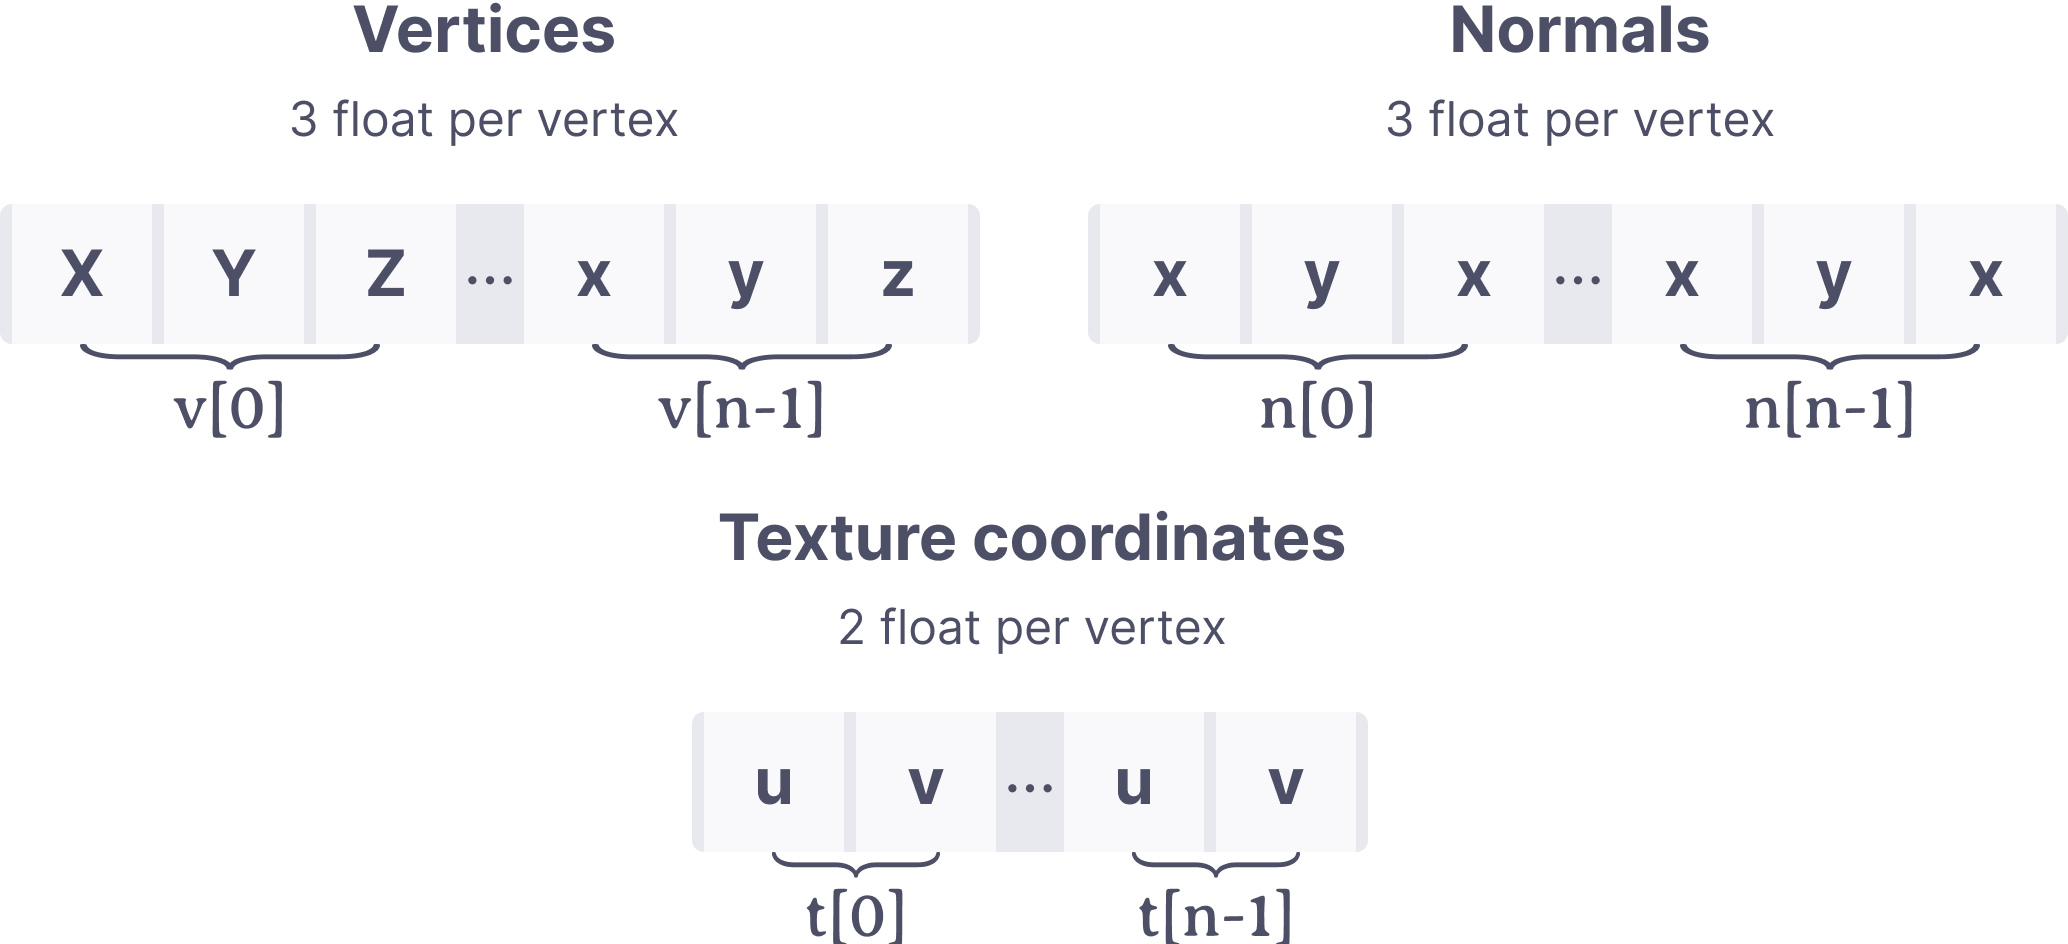 Vertices
3 float per vertex
X Y Z ... x y z
v[0] v[n-1]
Normals
3 float per vertex
x y x ... x y x
n[0] n[n-1]
Texture coordinates
2 float per vertex
u v ... u v
t[0] t[n-1]